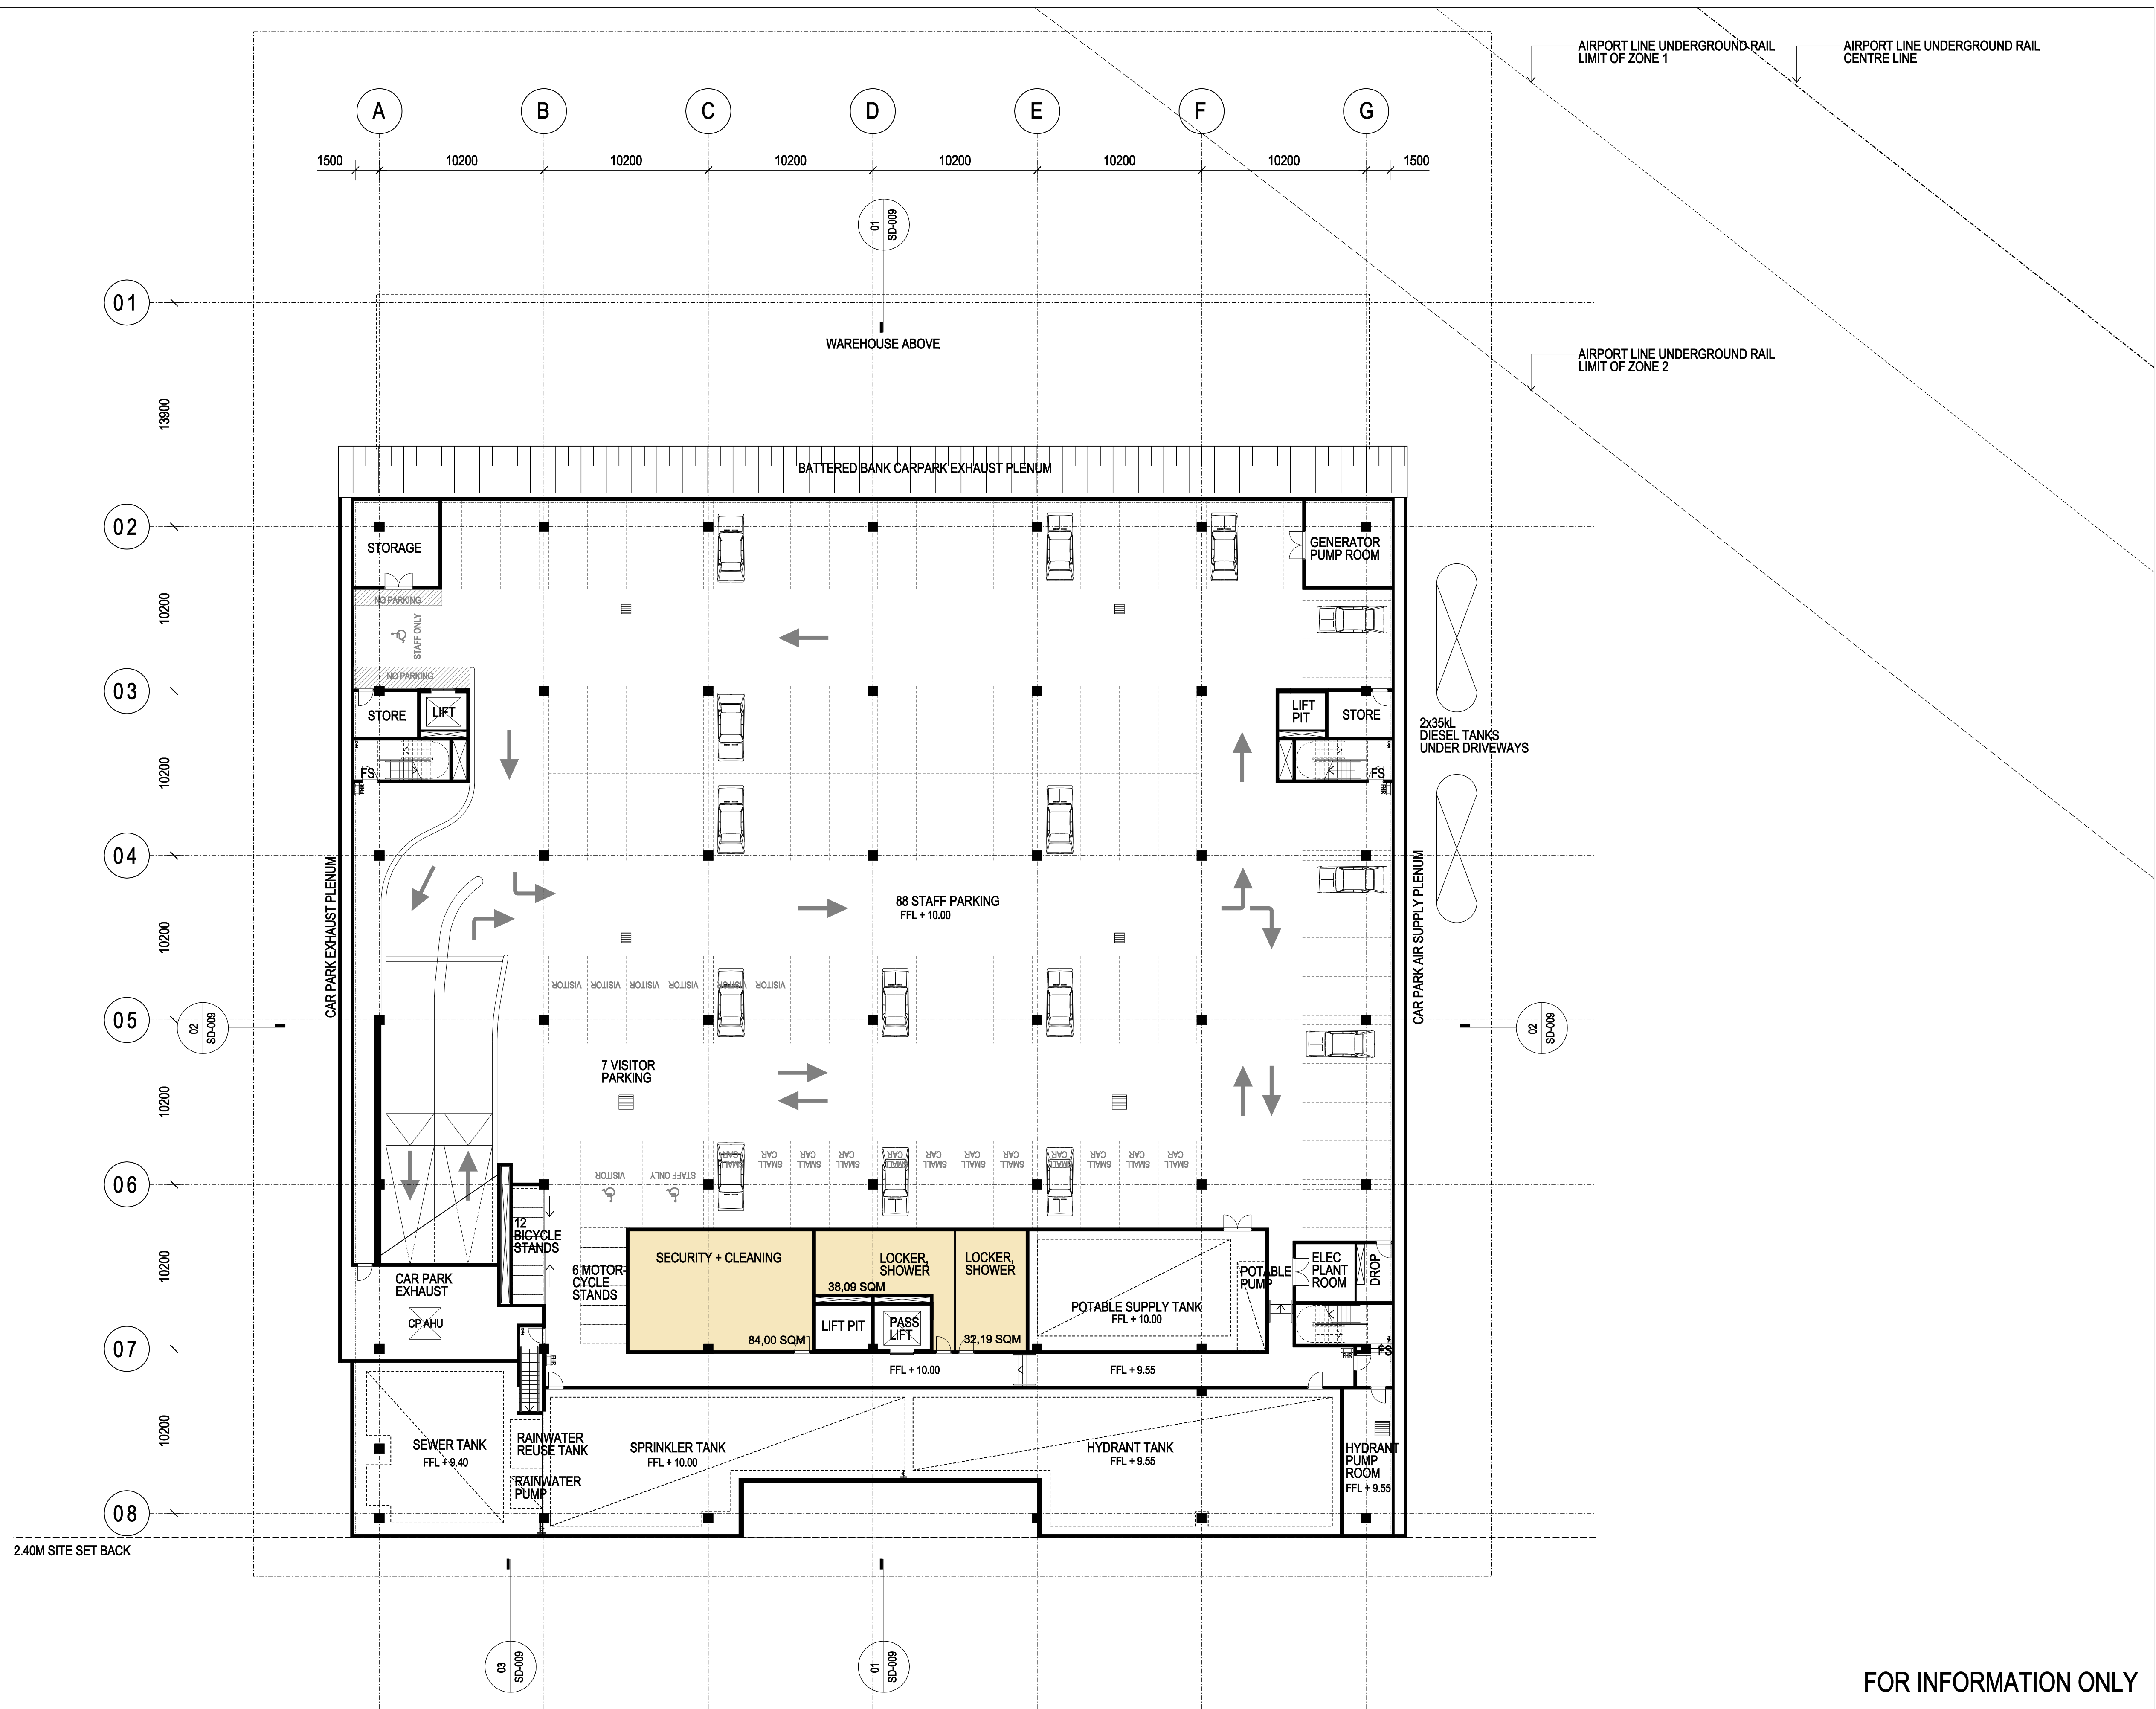 AIRPORT LINE UNDERGROUND RAIL
LIMIT OF ZONE 1
AIRPORT LINE UNDERGROUND RAIL
CENTRE LINE
A
B
C
D
E
F
G
1500
10200
10200
10200
10200
10200
10200
1500
01
SD-009
01
WAREHOUSE ABOVE
AIRPORT LINE UNDERGROUND RAIL
LIMIT OF ZONE 2
13900
BATTERED BANK CARPARK EXHAUST PLENUM
02
STORAGE
GENERATOR
PUMP ROOM
10200
NO PARKING
STAFF ONLY
NO PARKING
03
STORE
LIFT
LIFT
PIT
STORE
2x35kL
DIESEL TANKS
UNDER DRIVEWAYS
10200
FS
FS
FHR
FHR
04
CAR PARK EXHAUST PLENUM
CAR PARK AIR SUPPLY PLENUM
88 STAFF PARKING
FFL + 10.00
10200
VISITOR
VISITOR
VISITOR
VISITOR
VISITOR
VISITOR
05
02
SD-009
02
SD-009
7 VISITOR
PARKING
10200
SMALL
CAR
SMALL
CAR
SMALL
CAR
SMALL
CAR
SMALL
CAR
SMALL
CAR
SMALL
CAR
SMALL
CAR
SMALL
CAR
SMALL
CAR
SMALL
CAR
SMALL
CAR
VISITOR
STAFF ONLY
06
12
BICYCLE
STANDS
10200
6 MOTOR-
CYCLE
STANDS
SECURITY + CLEANING
84,00 SQM
LOCKER,
SHOWER
38,09 SQM
LOCKER,
SHOWER
32,19 SQM
LIFT PIT
PASS
LIFT
POTABLE SUPPLY TANK
FFL + 10.00
POTABLE
PUMP
ELEC
PLANT
ROOM
DROP
CAR PARK
EXHAUST
CP AHU
07
FHR
FHR
FS
FFL + 10.00
FFL + 9.55
10200
SEWER TANK
FFL + 9.40
RAINWATER
REUSE TANK
RAINWATER
PUMP
SPRINKLER TANK
FFL + 10.00
HYDRANT TANK
FFL + 9.55
HYDRANT
PUMP
ROOM
FFL + 9.55
08
2.40M SITE SET BACK
03
SD-009
01
SD-009
FOR INFORMATION ONLY